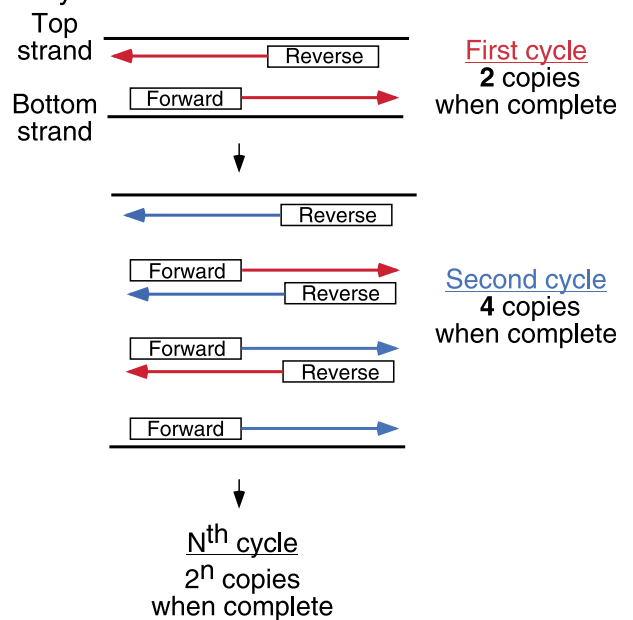 Top
strand
Reverse
First cycle
2 copies
when complete
Forward
Bottom
strand
Reverse
Forward
Reverse
Second cycle
4 copies
when complete
Forward
Reverse
Forward
Nth cycle
2n copies
when complete